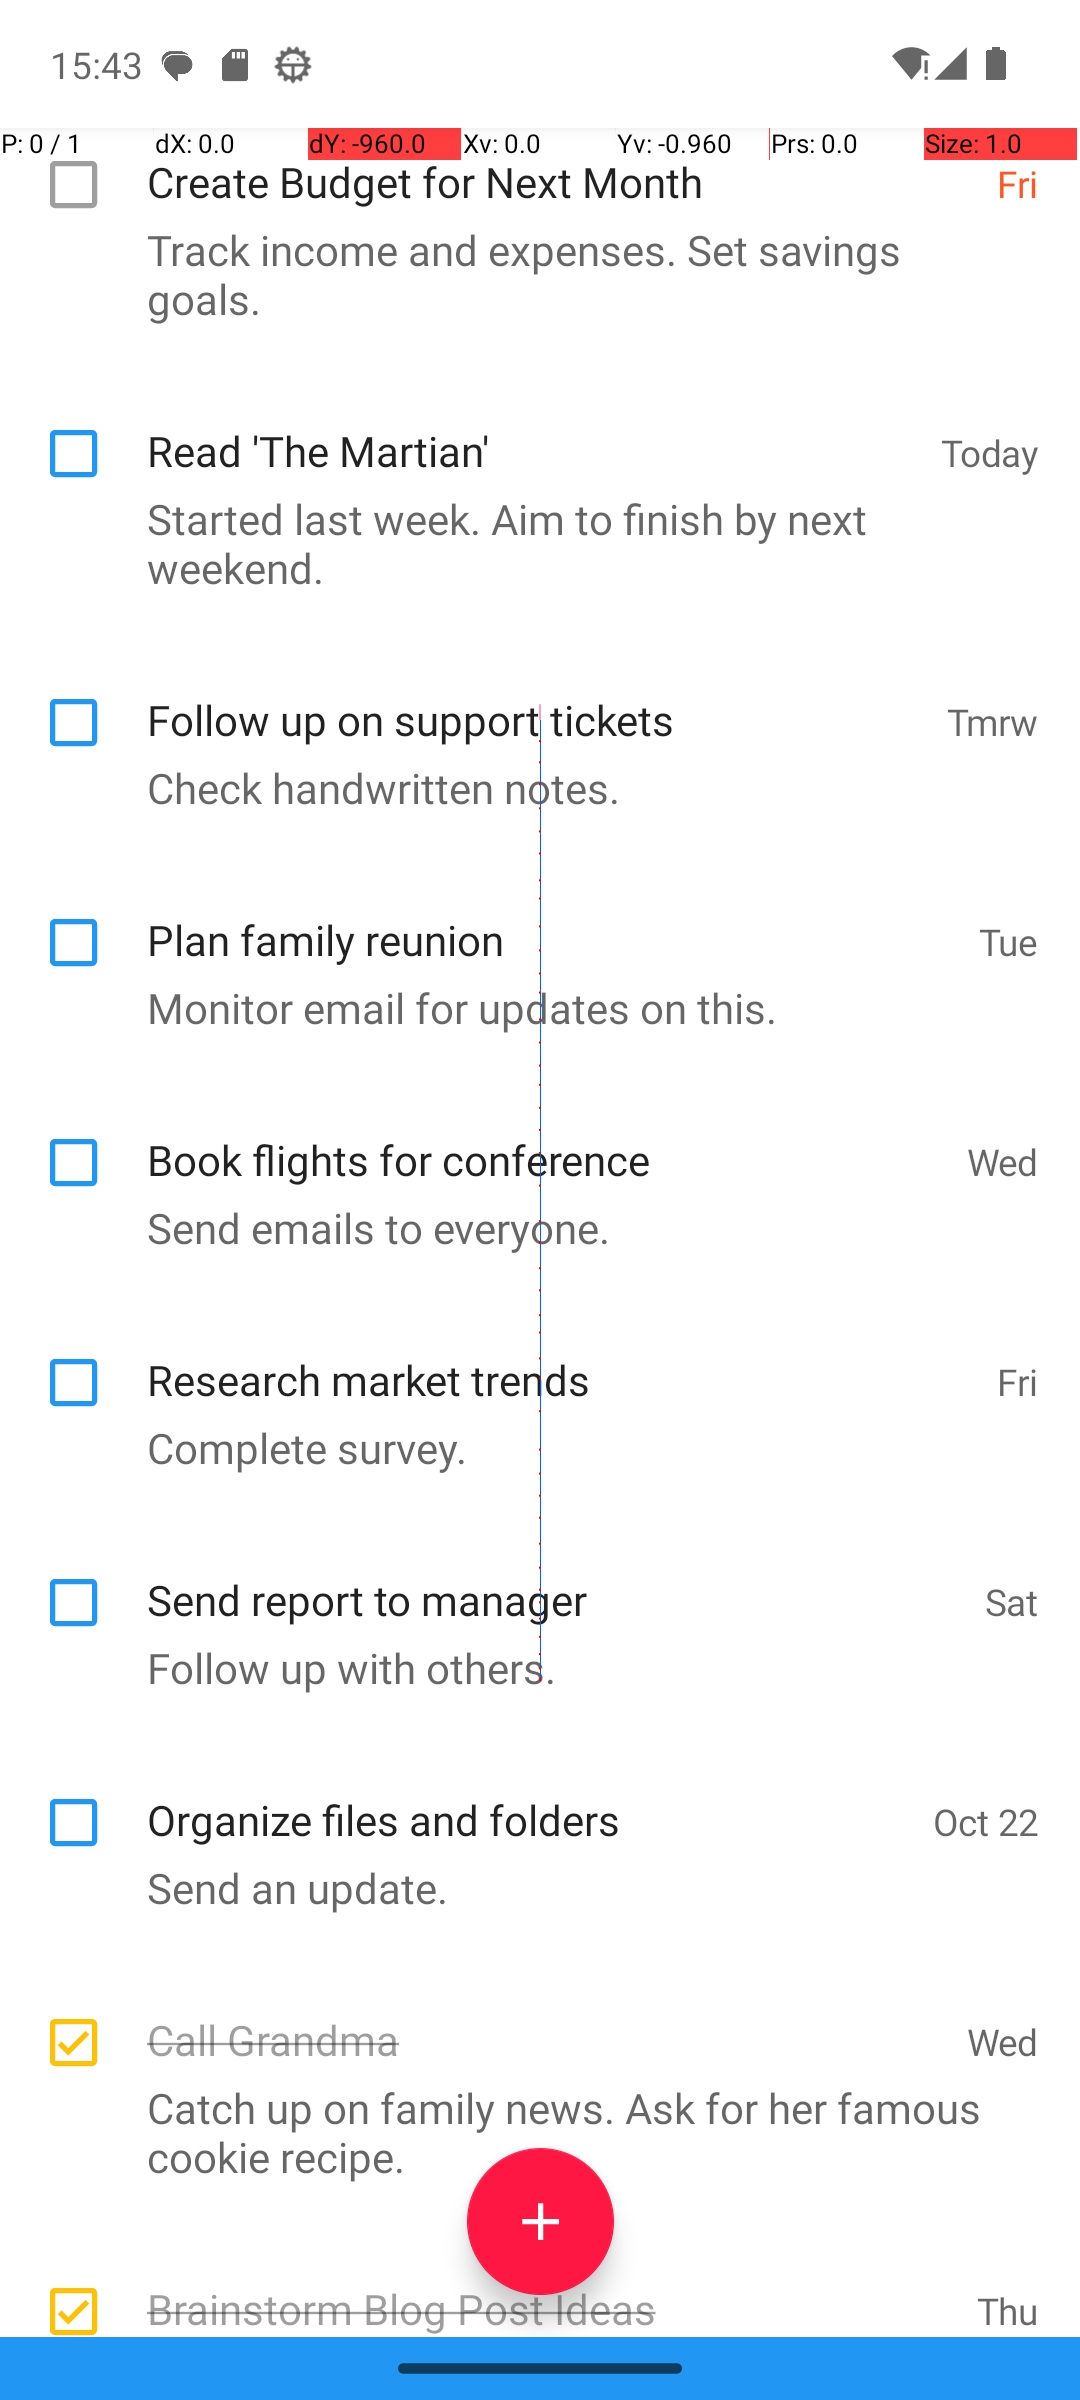 15:43
P: 0 / 1 dX: 0.0 dY: -960.0 Xv: 0.0 Yv: -0.960 Prs: 0.0 Size: 1.0
Create Budget for Next Month Fri
Track income and expenses. Set savings
goals.
Read 'The Martian' Today
Started last week. Aim to finish by next
weekend.
Follow up on support tickets Tmrw
Check handwritten notes.
Plan family reunion Tue
Monitor email for updates on this.
Book flights for conference Wed
Send emails to everyone.
Research market trends Fri
Complete survey.
Send report to manager Sat
Follow up with others.
Organize files and folders Oct 22
Send an update.
Call Grandma Wed
Catch up on family news. Ask for her famous
cookie recipe.
Brainstorm Blog Post Ideas Thu